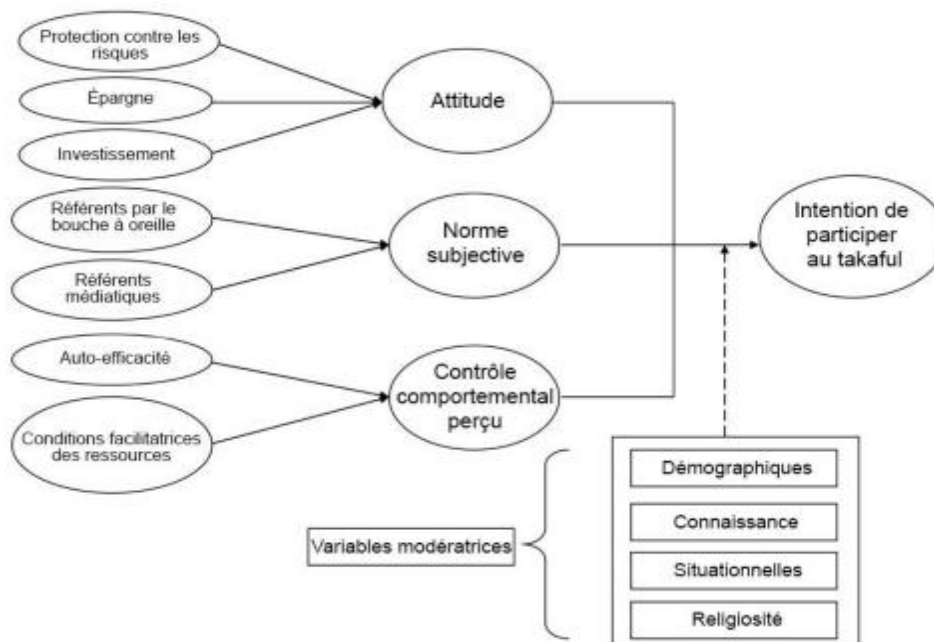 Protection contre les
risques
Épargne
Investissement
Référents par le
bouche à oreille
Référents
médiatiques
Auto-efficacité
Conditions facilitatrices
des ressources
Attitude
Norme
subjective
Contrôle
comportemental
perçu
Intention de
participer
au takaful
Variables modératrices
Démographiques
Connaissance
Situationnelles
Religiosité